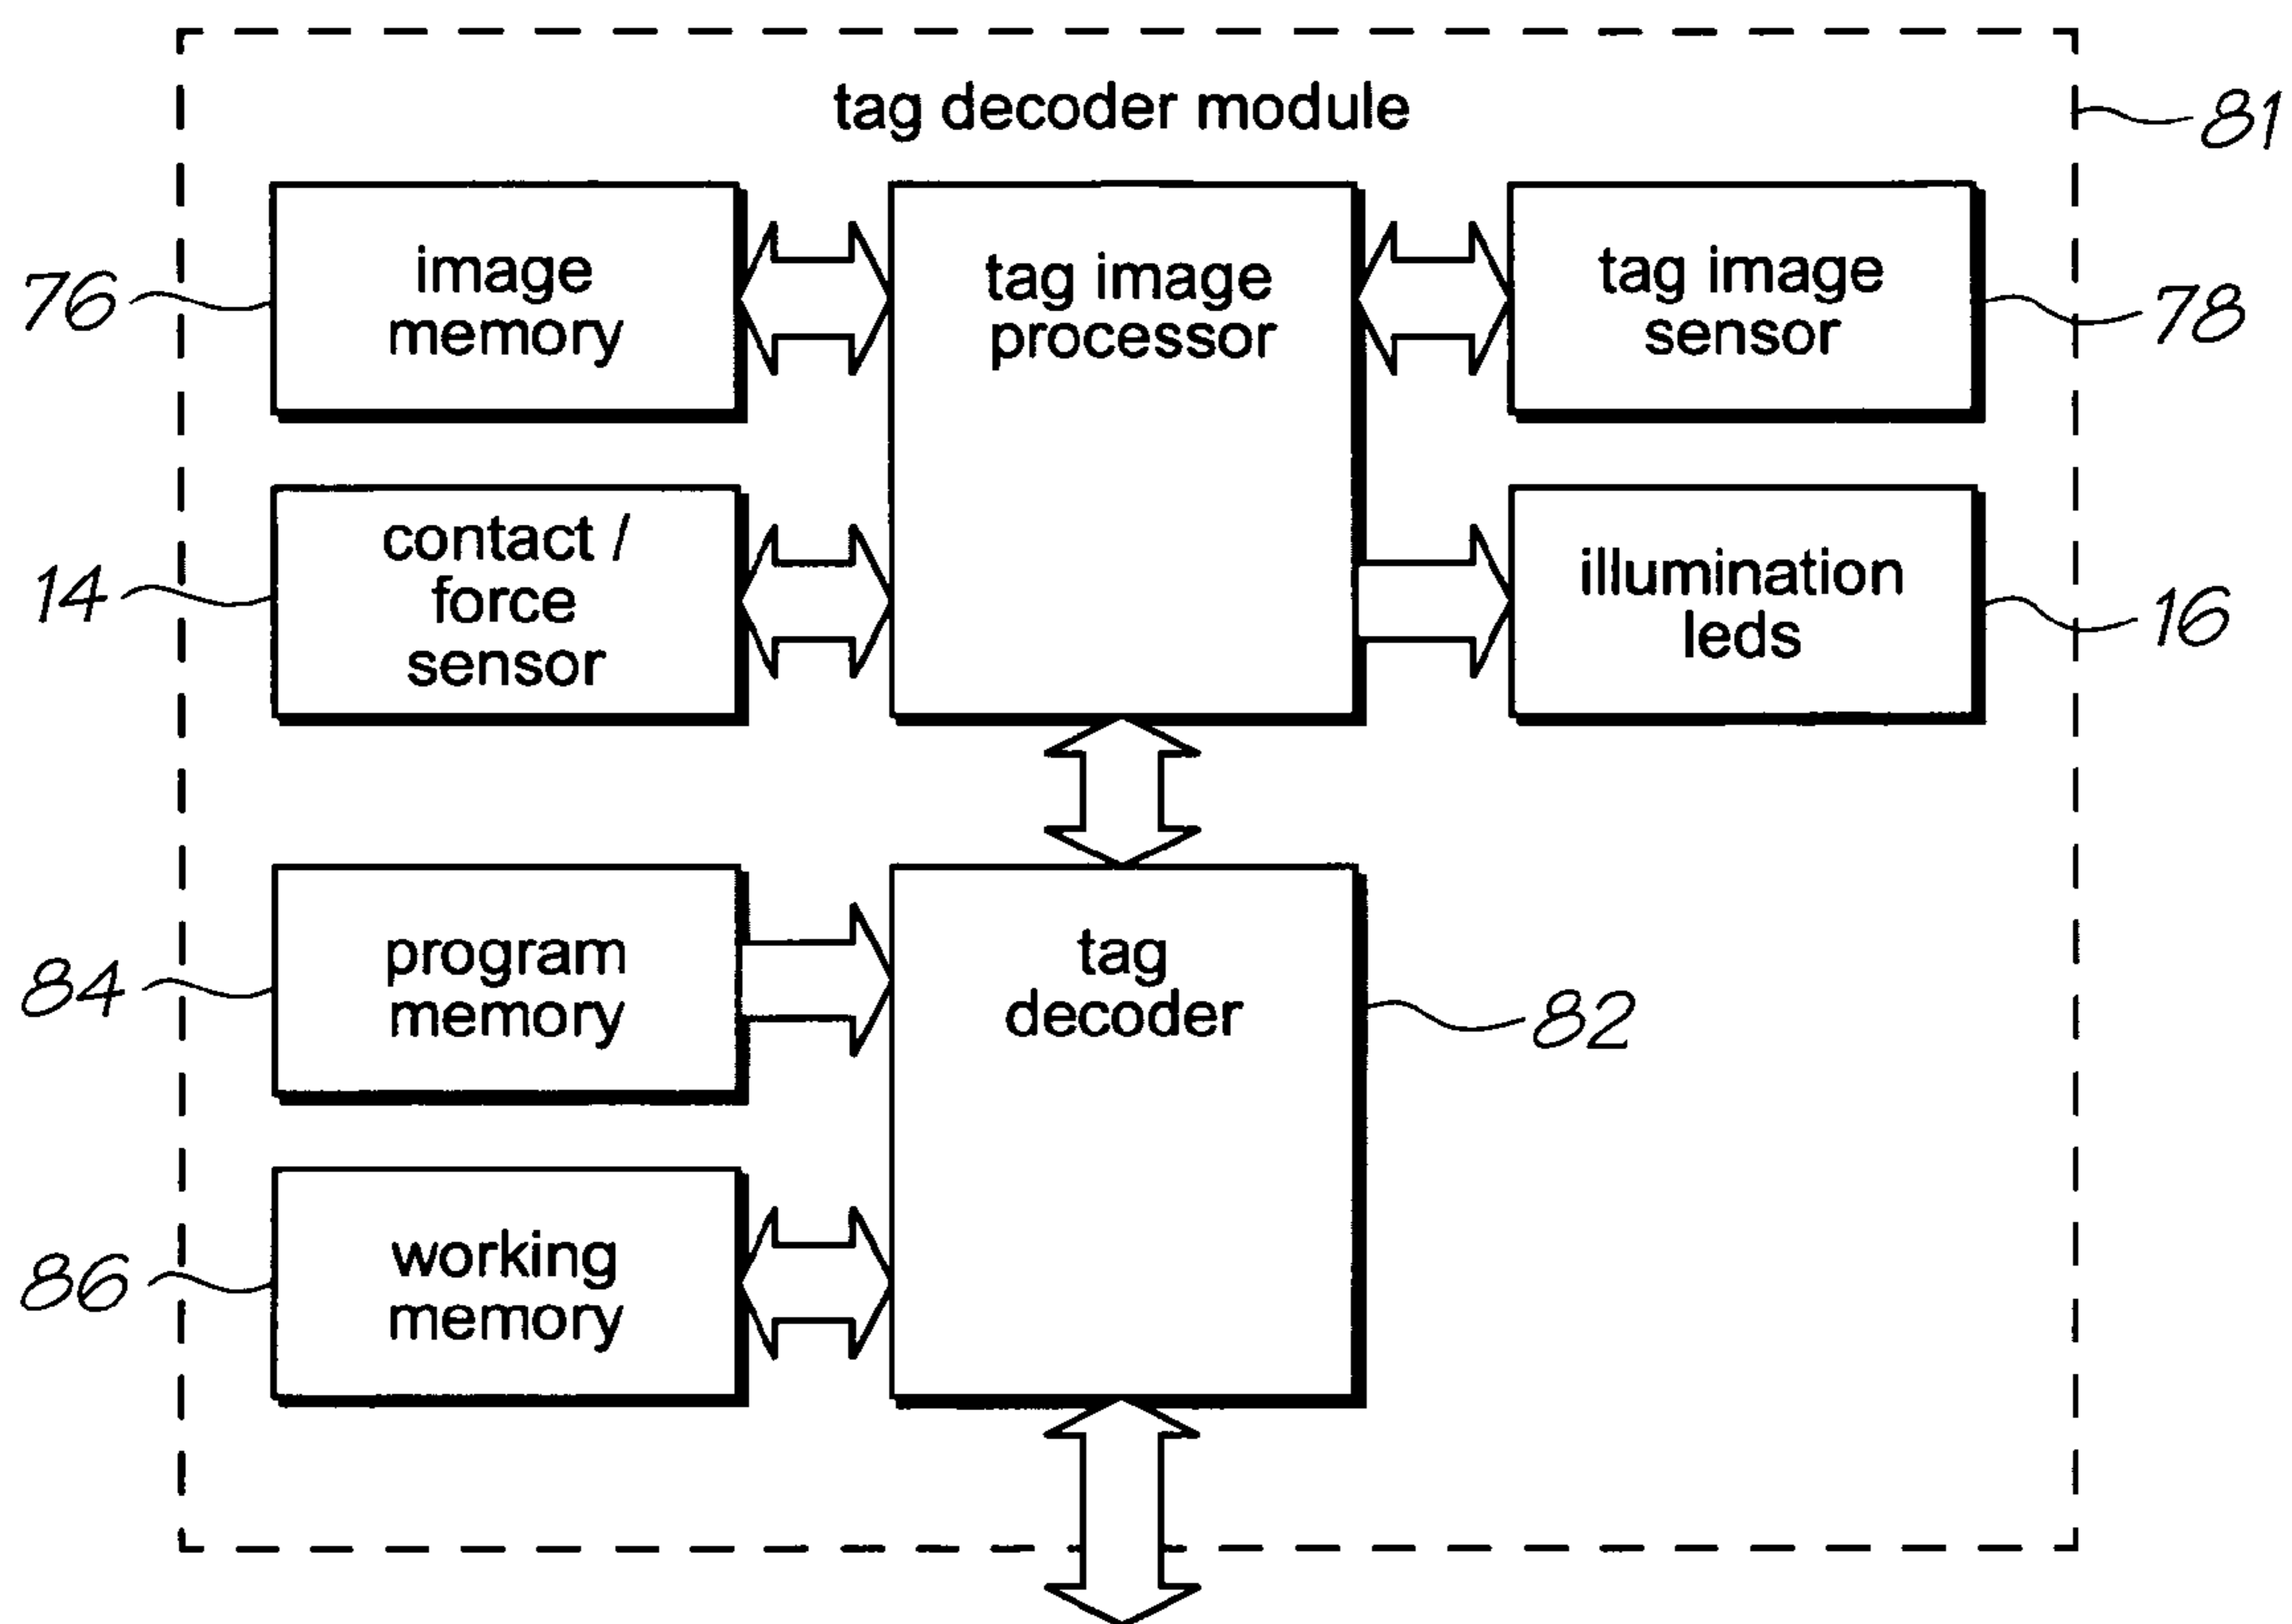 tag decoder module
81
image
memory
76
tag image
processor
tag image
sensor
78
contact /
force
sensor
14
illumination
leds
16
program
memory
84
tag
decoder
82
working
memory
86